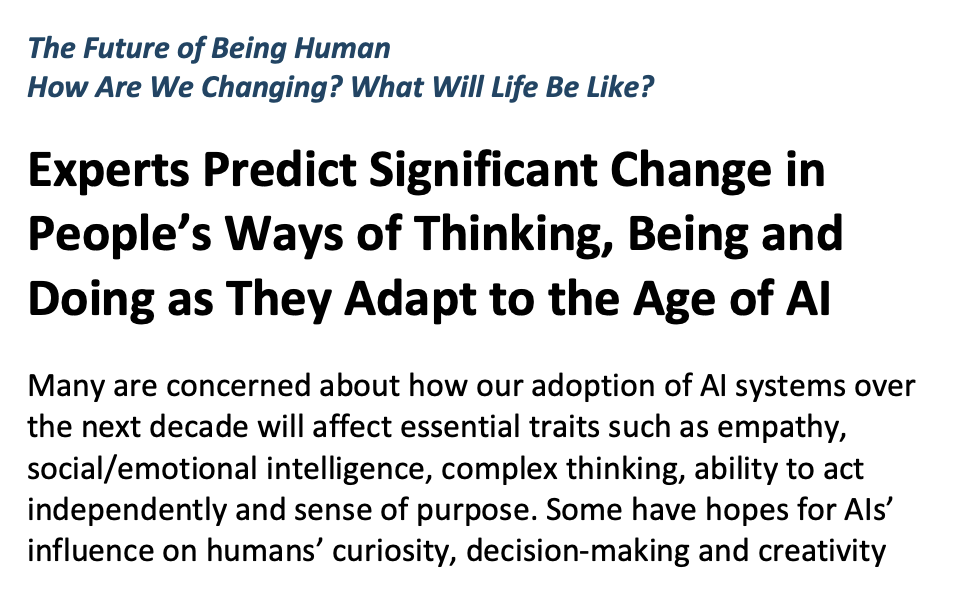 The Future of Being Human
How Are We Changing? What Will Life Be Like?
Experts Predict Significant Change in
People’s Ways of Thinking, Being and
Doing as They Adapt to the Age of AI
Many are concerned about how our adoption of AI systems over
the next decade will affect essential traits such as empathy,
social/emotional intelligence, complex thinking, ability to act
independently and sense of purpose. Some have hopes for AIs’
influence on humans’ curiosity, decision-making and creativity